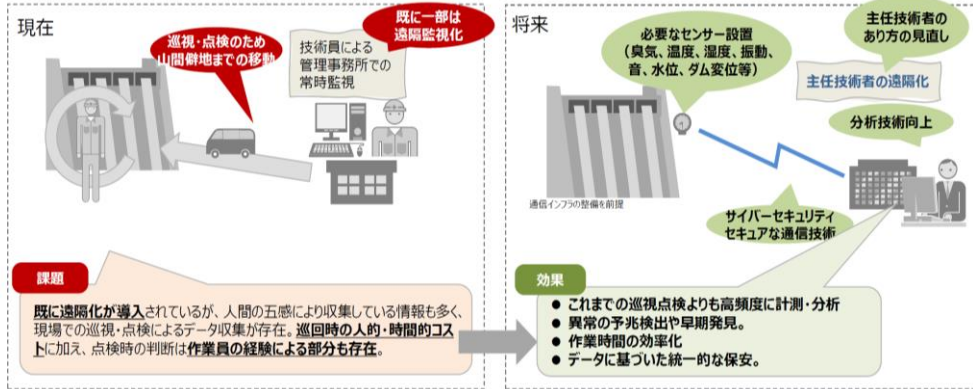 現在
既に一部は
遠隔監視化
巡視・点検のため
山間僻地までの移動
技術員による
管理事務所での
常時監視
課題
既に遠隔化が導入されているが、人間の五感により収集している情報も多く、
現場での巡視・点検によるデータ収集が存在。巡回時の人的・時間的コス
トに加え、点検時の判断は作業員の経験による部分も存在。
将来
必要なセンサー設置
(臭気、温度、湿度、振動、
音、水位、ダム変位等)
主任技術者の
あり方の見直し
主任技術者の遠隔化
分析技術向上
通信インフラの整備を前提
サイバーセキュリティ
セキュアな通信技術
効果
● これまでの巡視点検よりも高頻度に計測・分析
● 異常の予兆検出や早期発見。
● 作業時間の効率化
● データに基づいた統一的な保安。